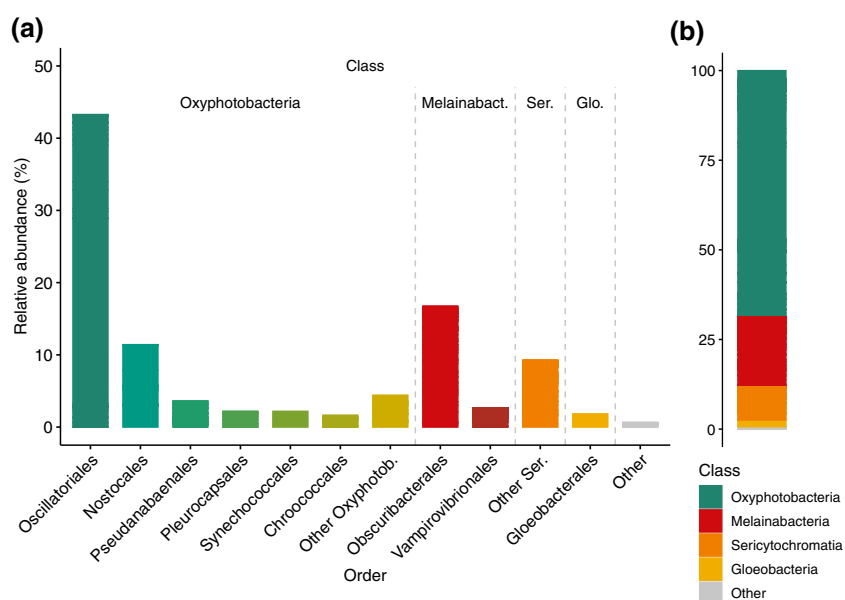 (a)
Relative abundance (%)
50
40
30
20
10
0
Class
Oxyphotobacteria
Melainabact.
Ser.
Glo.
Oscillatoriales
Nostocales
Pseudanabaenales
Pleurocapsales
Synechococcales
Chroococcales
Other Oxyphotob.
Obscuribacterales
Vampirovibrionales
Other Ser.
Gloeobacterales
Other
Order
(b)
100
75
50
25
0
Class
Oxyphotobacteria
Melainabacteria
Sericytochromatia
Gloeobacteria
Other